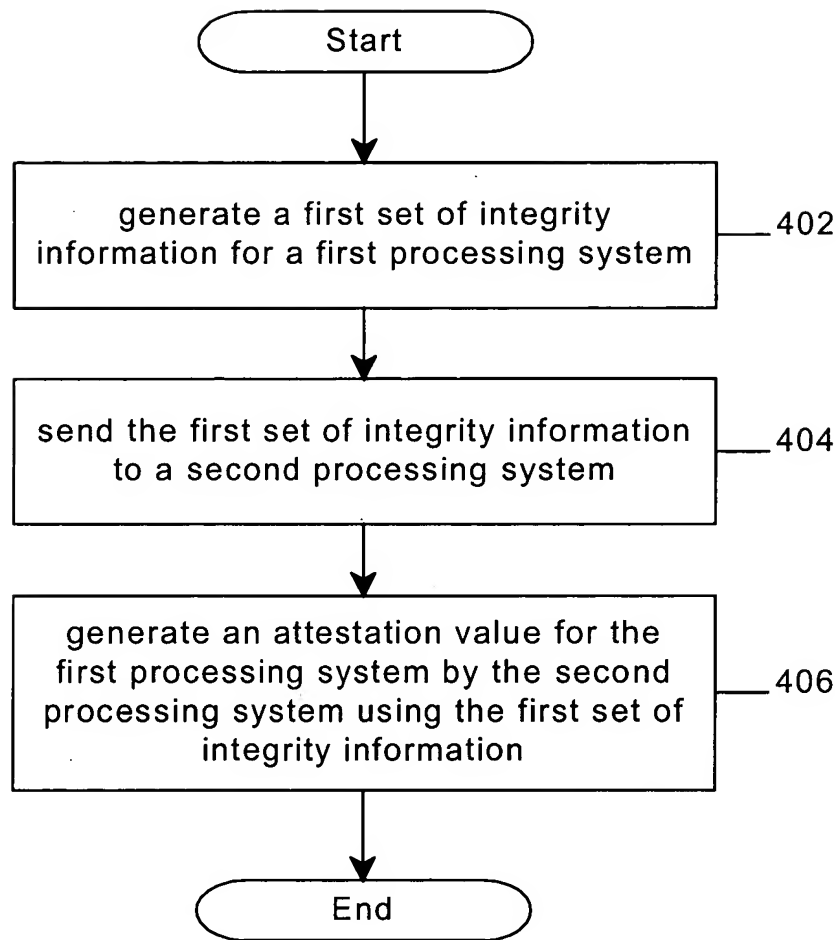 Start
generate a first set of integrity
information for a first processing system
402
send the first set of integrity information
to a second processing system
404
generate an attestation value for the
first processing system by the second
processing system using the first set of
integrity information
406
End